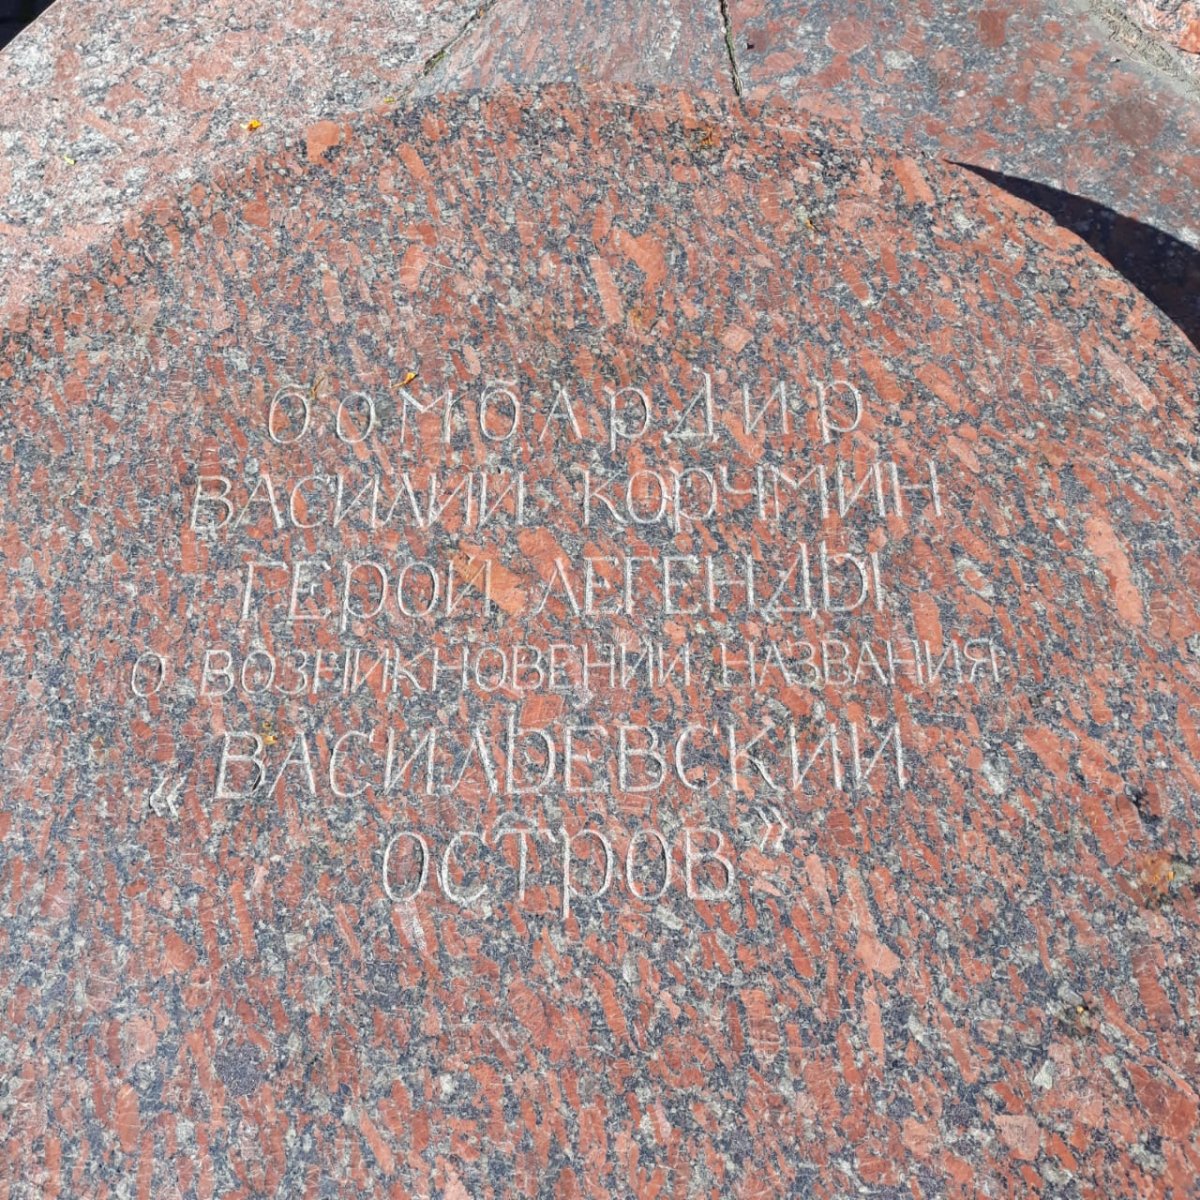 бомбардир
ВАСИЛИЙ КОРЧМИН
ГЕРОЙ ЛЕГЕНДЫ
О ВОЗНИКНОВЕНИИ НАЗВАНИЯ
„ВАСИЛЬЕВСКИЙ
ОСТРОВ”